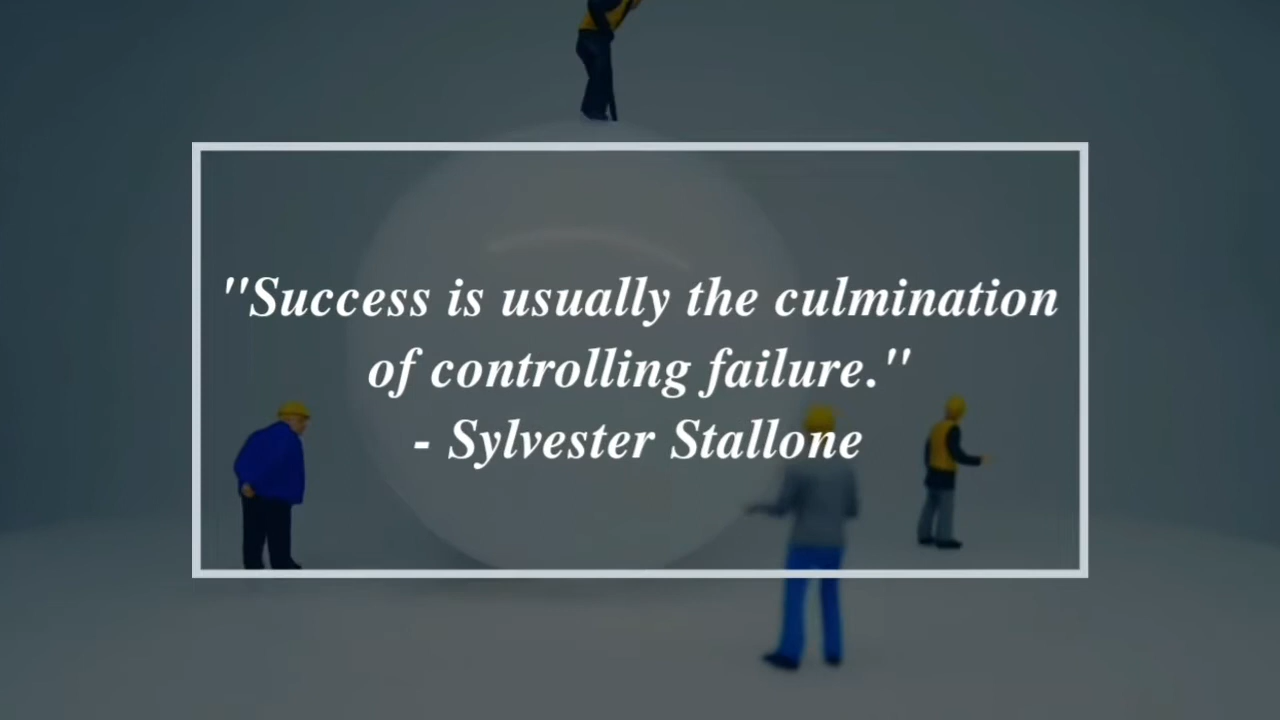 "Success is usually the culmination
of controlling failure."
- Sylvester Stallone